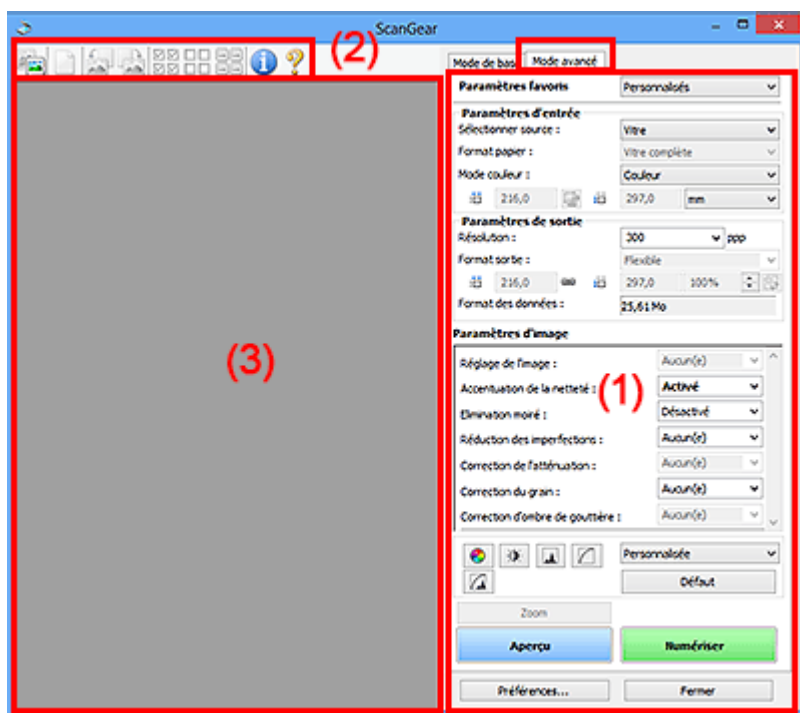 ScanGear
(2)
Mode de base Mode avancé
Paramètres favoris Personnalisés
Paramètres d'entrée
Sélectionner source : Vitre
Format papier : Vitre complète
Mode couleur : Couleur
216,0 297,0 mm
Paramètres de sortie
Résolution : 300 ppp
Format sortie : Flexible
216,0 297,0 100%
Format des données : 25,61 Mo
Paramètres d'image
(3)
(1)
Réglage de l'image : Aucun(e)
Accentuation de la netteté : Activé
Elimination moiré : Désactivé
Réduction des imperfections : Aucun(e)
Correction de l'atténuation : Aucun(e)
Correction du grain : Aucun(e)
Correction d'ombre de gouttière : Aucun(e)
Personnalisée
Défaut
Zoom
Aperçu Numériser
Préférences... Fermer